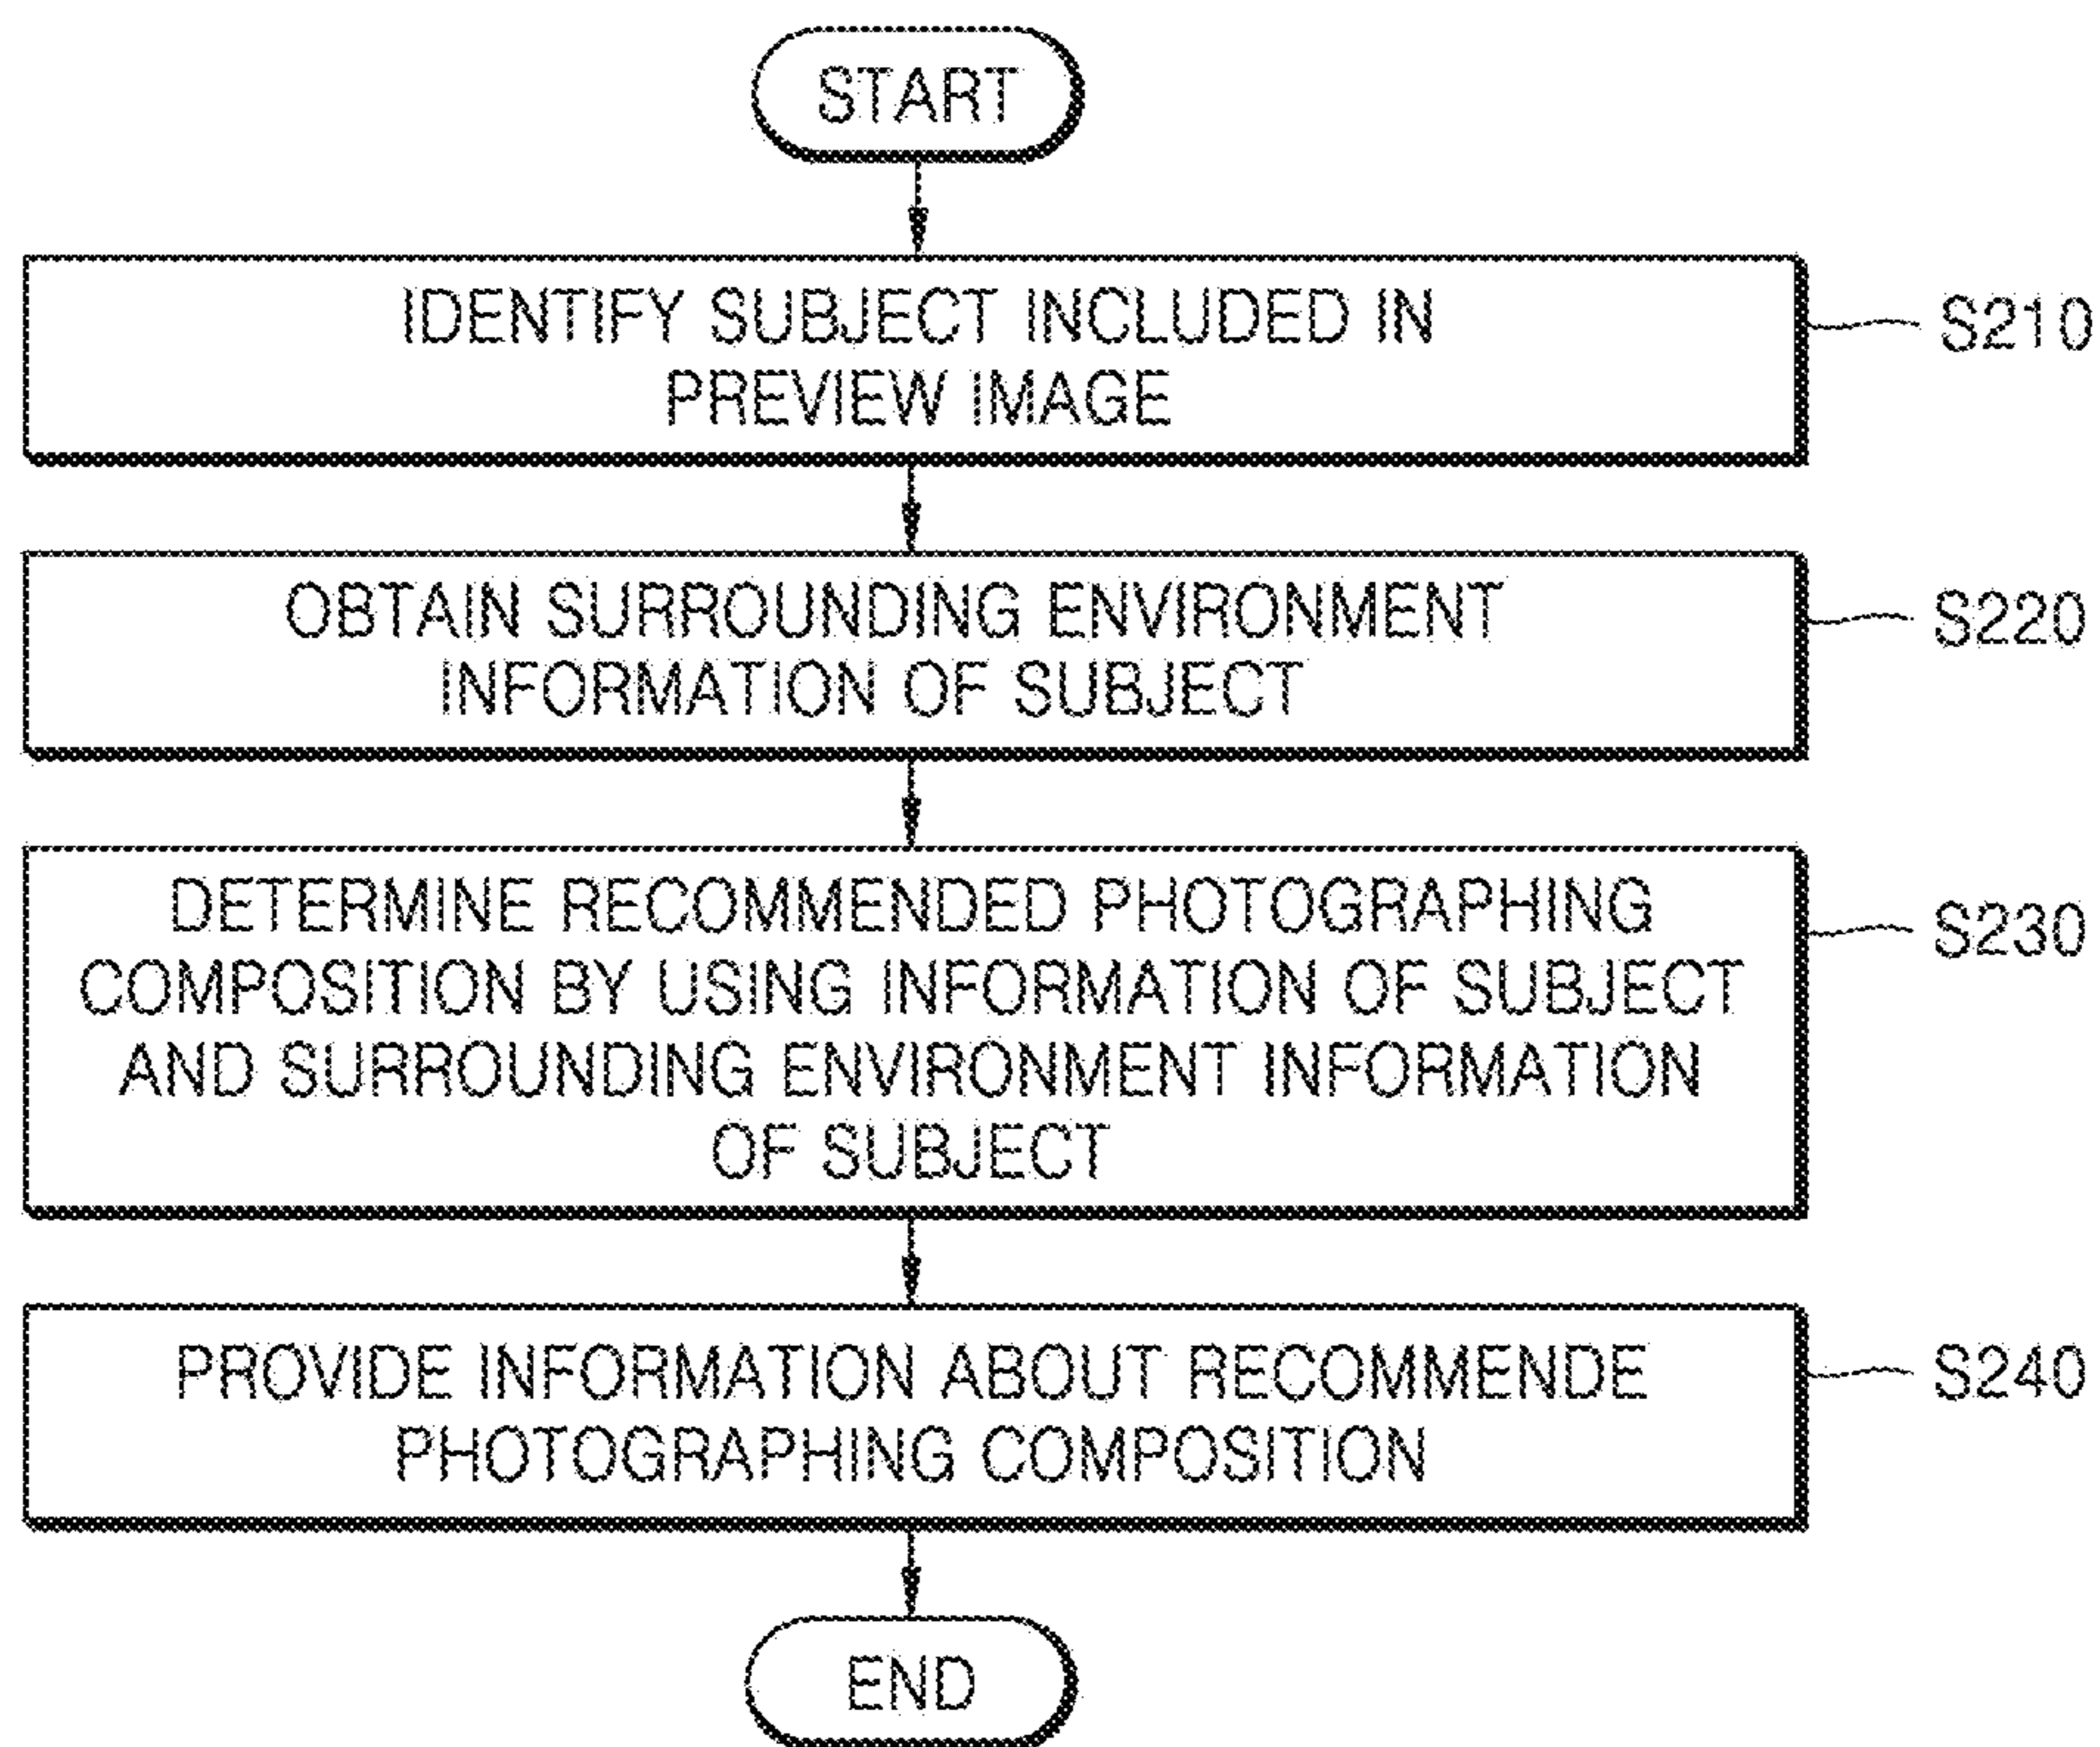 START
IDENTIFY SUBJECT INCLUDED IN
PREVIEW IMAGE
S210
OBTAIN SURROUNDING ENVIRONMENT
INFORMATION OF SUBJECT
S220
DETERMINE RECOMMENDED PHOTOGRAPHING
COMPOSITION BY USING INFORMATION OF SUBJECT
AND SURROUNDING ENVIRONMENT INFORMATION
OF SUBJECT
S230
PROVIDE INFORMATION ABOUT RECOMMENDE
PHOTOGRAPHING COMPOSITION
S240
END